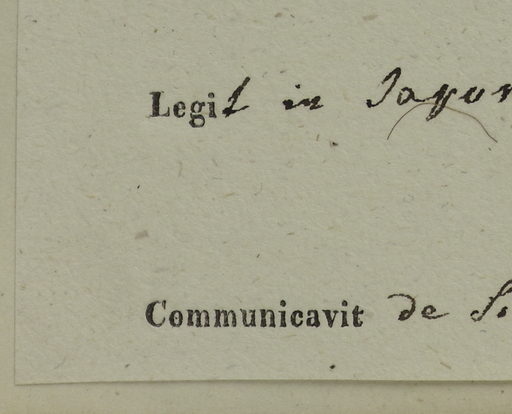 Legit in
Communicavit de